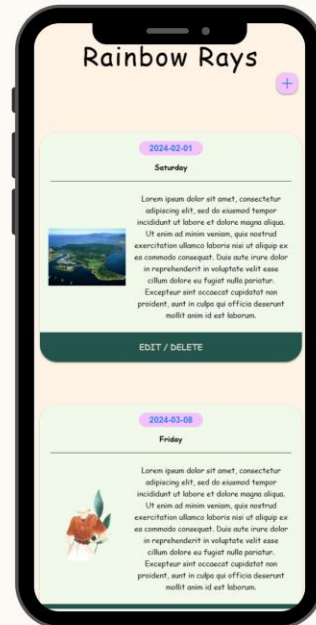 Rainbow Rays
+
2024-02-01
Saturday
Lorem ipsum dolor sit amet, consectetur
adipiscing elit, sed do eiusmod tempor
incididunt ut labore et dolore magna aliqua.
Ut enim ad minim veniam, quis nostrud
exercitation ullamco laboris nisi ut aliquip ex
ea commodo consequat. Duis aute irure dolor
in reprehenderit in voluptate velit esse
cillum dolore eu fugiat nulla pariatur.
Excepteur sint occaecat cupidatat non
proident, sunt in culpa qui officia deserunt
mollit anim id est laborum.
EDIT / DELETE
2024-03-08
Friday
Lorem ipsum dolor sit amet, consectetur
adipiscing elit, sed do eiusmod tempor
incididunt ut labore et dolore magna aliqua.
Ut enim ad minim veniam, quis nostrud
exercitation ullamco laboris nisi ut aliquip ex
ea commodo consequat. Duis aute irure dolor
in reprehenderit in voluptate velit esse
cillum dolore eu fugiat nulla pariatur.
Excepteur sint occaecat cupidatat non
proident, sunt in culpa qui officia deserunt
mollit anim id est laborum.